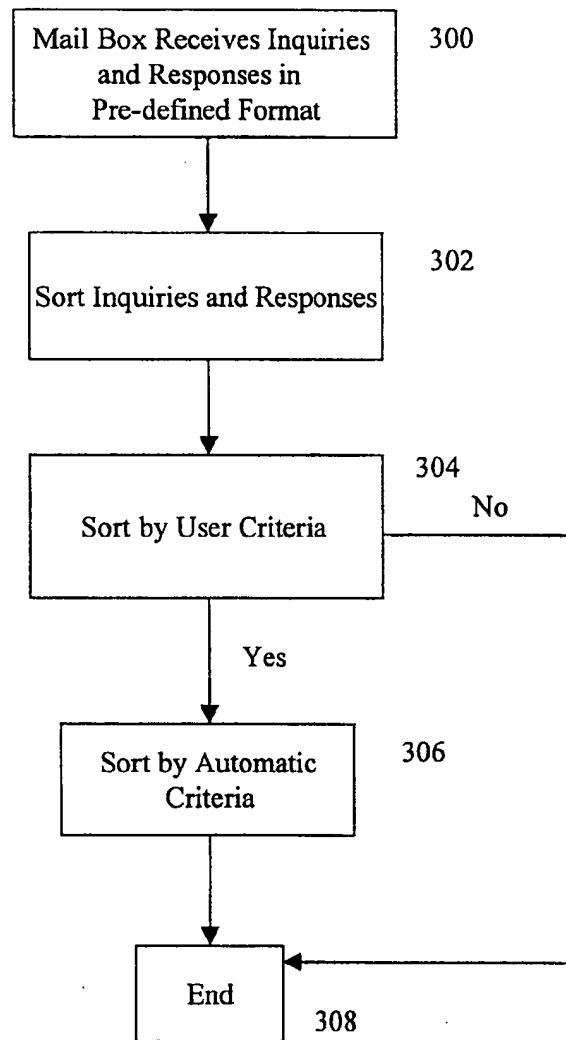 Mail Box Receives Inquiries
and Responses in
Pre-defined Format
300
Sort Inquiries and Responses
302
Sort by User Criteria
304
No
Yes
Sort by Automatic
Criteria
306
End
308